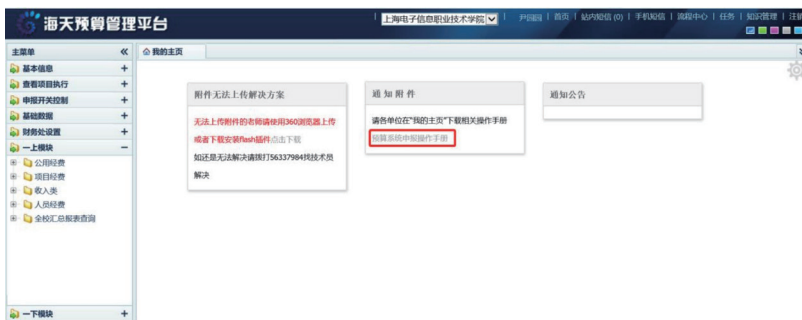 海天预算管理平台
上海电子信息职业技术学院
首页 | 站内短信 (0) | 手机短信 | 流程中心 | 任务 | 知识管理 | 注销
主菜单
我的主页
基本信息
查看项目执行
申报开关控制
基础数据
财务处设置
一上模块
公用经费
项目经费
收入类
人员经费
全校汇总报表查询
一下模块
附件无法上传解决方案
无法上传附件的老师请使用360浏览器上传
或者下载安装flash插件点击下载
如还是无法解决请拨打56337984找技术员
解决
通知附件
请各单位在"我的主页"下载相关操作手册
预算系统申报操作手册
通知公告